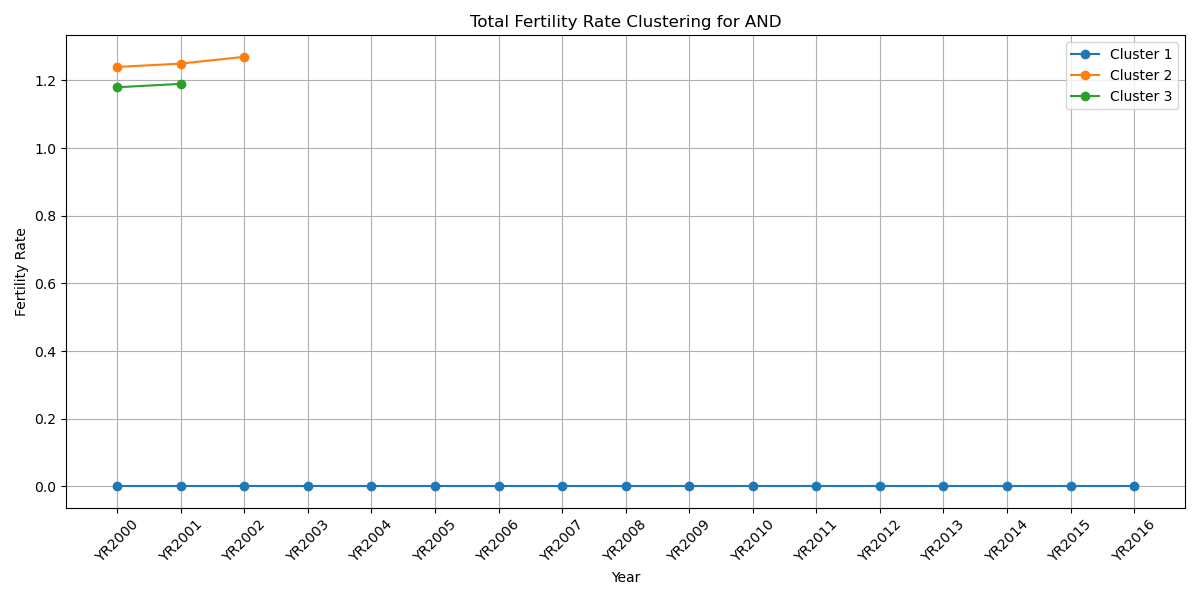 Total Fertility Rate Clustering for AND
Cluster 1
Cluster 2
Cluster 3
Fertility Rate
1.2
1.0
0.8
0.6
0.4
0.2
0.0
YR2000
YR2001
YR2002
YR2003
YR2004
YR2005
YR2006
YR2007
YR2008
YR2009
YR2010
YR2011
YR2012
YR2013
YR2014
YR2015
YR2016
Year